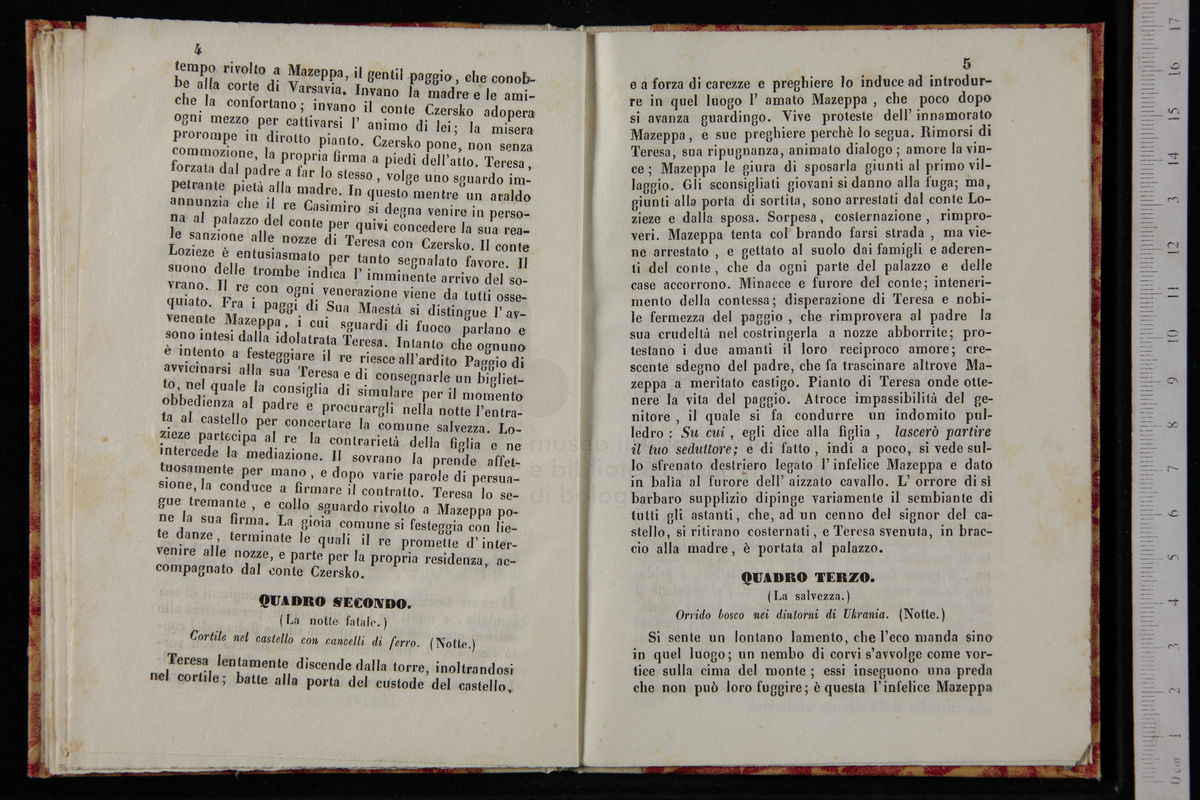 4
tempo rivolto a Mazeppa, il gentil paggio, che conob-
be alla corte di Varsavia. Invano la madre e le ami-
che la confortano; invano il conte Czersko adopera
ogni mezzo per cattivarsi l' animo di lei; la misera
prorompe in dirotto pianto. Czersko pone, non senza
commozione, la propria firma a piedi dell'atto. Teresa,
forzata dal padre a far lo stesso, volge uno sguardo im-
petrante pietà alla madre. In questo mentre un araldo
annunzia che il re Casimiro si degna venire in perso-
na al palazzo del conte per quivi concedere la sua rea-
le sanzione alle nozze di Teresa con Czersko. Il conte
Lozieze è entusiasmato per tanto segnalato favore. Il
suono delle trombe indica l' imminente arrivo del so-
vrano. Il re con ogni venerazione viene da tutti osse-
quiato. Fra i paggi di Sua Maestà si distingue l' av-
venente Mazeppa, i cui sguardi di fuoco parlano e
sono intesi dalla idolatrata Teresa. Intanto che ognuno
è intento a festeggiare il re riesce all'ardito Paggio di
avvicinarsi alla sua Teresa e di consegnarle un bigliet-
to, nel quale la consiglia di simulare per il momento
obbedienza al padre e procurargli nella notte l'entra-
ta al castello per concertare la comune salvezza. Lo-
zieze partecipa al re la contrarietà della figlia e ne
intercede la mediazione. Il sovrano la prende affet-
tuosamente per mano, e dopo varie parole di persua-
sione, la conduce a firmare il contratto. Teresa lo se-
gue tremante, e collo sguardo rivolto a Mazeppa po-
ne la sua firma. La gioia comune si festeggia con lie-
te danze, terminate le quali il re promette d' inter-
venire alle nozze, e parte per la propria residenza, ac-
compagnato dal conte Czersko.
QUADRO SECONDO.
(La notte fatale.)
Cortile nel castello con cancelli di ferro. (Notte.)
Teresa lentamente discende dalla torre, inoltrandosi
nel cortile; batte alla porta del custode del castello,
5
e a forza di carezze e preghiere lo induce ad introdur-
re in quel luogo l' amato Mazeppa, che poco dopo
si avanza guardingo. Vive proteste dell' innamorato
Mazeppa, e sue preghiere perchè lo segua. Rimorsi di
Teresa, sua ripugnanza, animato dialogo; amore la vin-
ce; Mazeppa le giura di sposarla giunti al primo vil-
laggio. Gli sconsigliati giovani si danno alla fuga; ma,
giunti alla porta di sortita, sono arrestati dal conte Lo-
zieze e dalla sposa. Sorpesa, costernazione, rimpro-
veri. Mazeppa tenta col brando farsi strada, ma vie-
ne arrestato, e gettato al suolo dai famigli e aderen-
ti del conte, che da ogni parte del palazzo e delle
case accorrono. Minacce e furore del conte; inteneri-
mento della contessa; disperazione di Teresa e nobi-
le fermezza del paggio, che rimprovera al padre la
sua crudeltà nel costringerla a nozze abborrite; pro-
testano i due amanti il loro reciproco amore; cre-
scente sdegno del padre, che fa trascinare altrove Ma-
zeppa a meritato castigo. Pianto di Teresa onde otte-
nere la vita del paggio. Atroce impassibilità del ge-
nitore, il quale si fa condurre un indomito pul-
ledro: Su cui, egli dice alla figlia, lascerò partire
il tuo seduttore; e di fatto, indi a poco, si vede sul-
lo sfrenato destriero legato l' infelice Mazeppa e dato
in balìa al furore dell' aizzato cavallo. L' orrore di sì
barbaro supplizio dipinge variamente il sembiante di
tutti gli astanti, che, ad un cenno del signor del ca-
stello, si ritirano costernati, e Teresa svenuta, in brac-
cio alla madre, è portata al palazzo.
QUADRO TERZO.
(La salvezza.)
Orrido bosco nei dintorni di Ukrania. (Notte.)
Si sente un lontano lamento, che l'eco manda sino
in quel luogo; un nembo di corvi s'avvolge come vor-
tice sulla cima del monte; essi inseguono una preda
che non può loro fuggire; è questa l'infelice Mazeppa